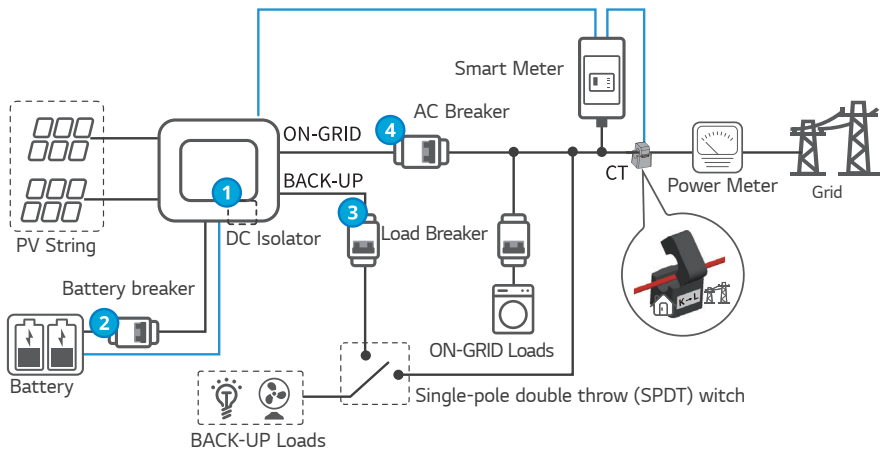 Smart Meter
AC Breaker
4
ON-GRID
CT
Power Meter
Grid
1
BACK-UP
3
DC Isolator
Load Breaker
PV String
K→L
Battery breaker
2
ON-GRID Loads
Battery
Single-pole double throw (SPDT) witch
BACK-UP Loads